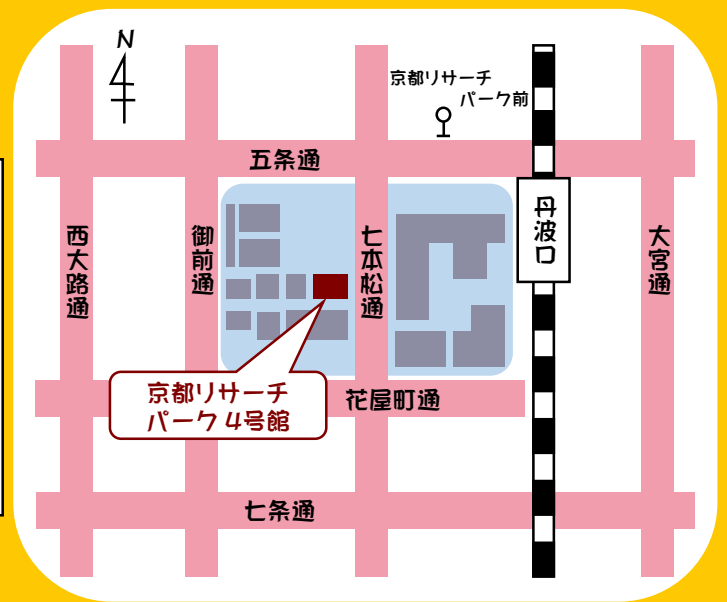 N
京都リサーチ
パーク前
五条通
西大路通
御前通
七本松通
丹波口
大宮通
京都リサーチ
パーク4号館
花屋町通
七条通